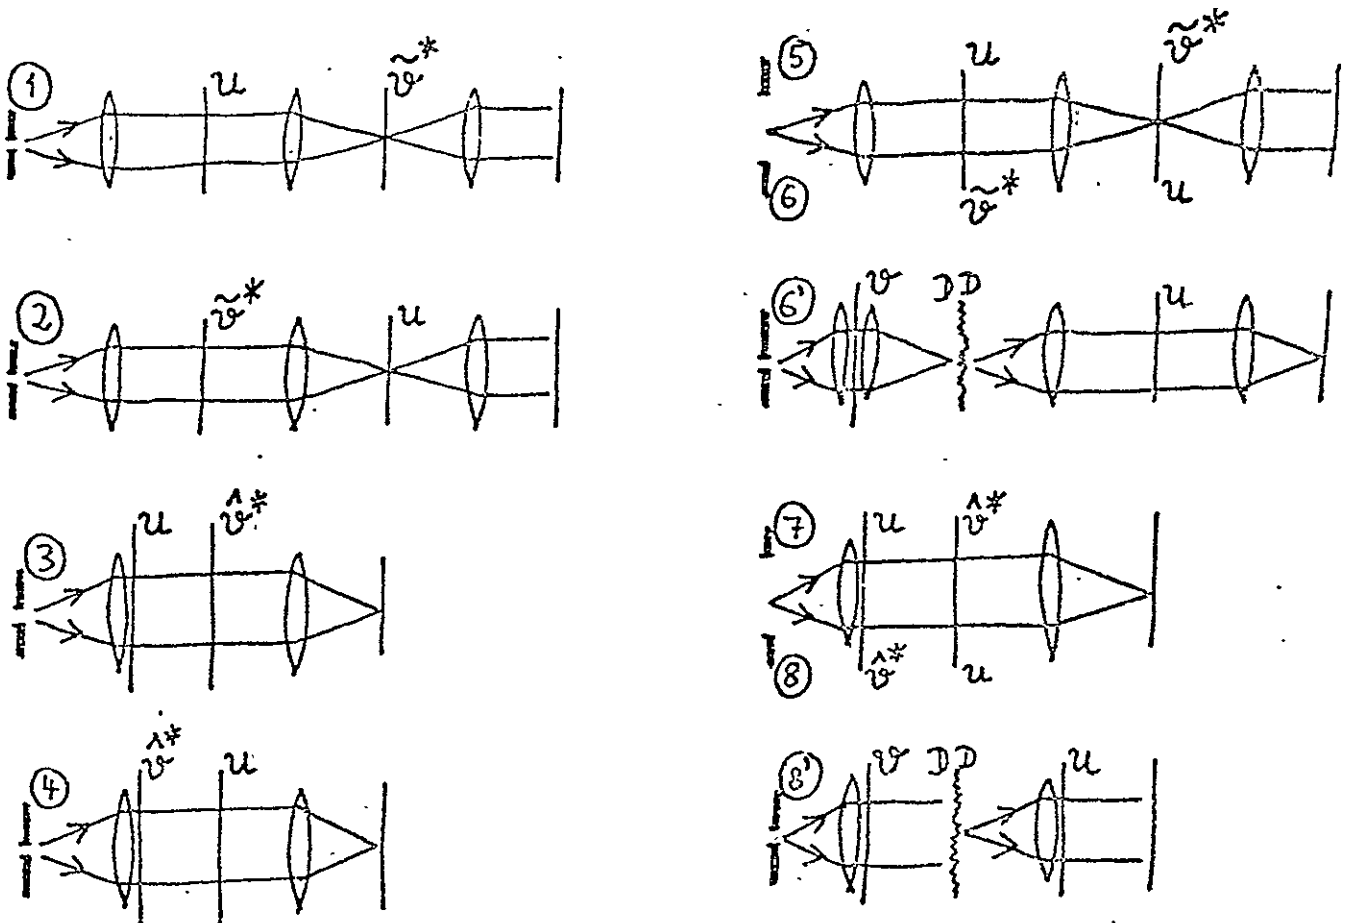 1 u ṽ*
2 ṽ* u
3 u v̂*
4 v̂* u
5 u ṽ*
6 ṽ* u
6' v DD u
7 u v̂*
8 v̂* u
8' v DD u